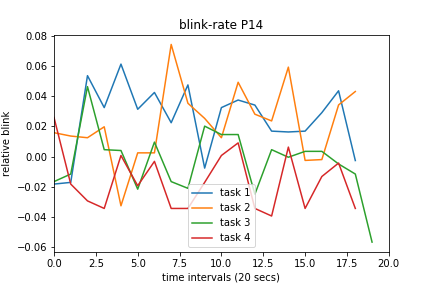 blink-rate P14
relative blink
0.08
0.06
0.04
0.02
0.00
−0.02
−0.04
−0.06
task 1
task 2
task 3
task 4
0.0 2.5 5.0 7.5 10.0 12.5 15.0 17.5 20.0
time intervals (20 secs)